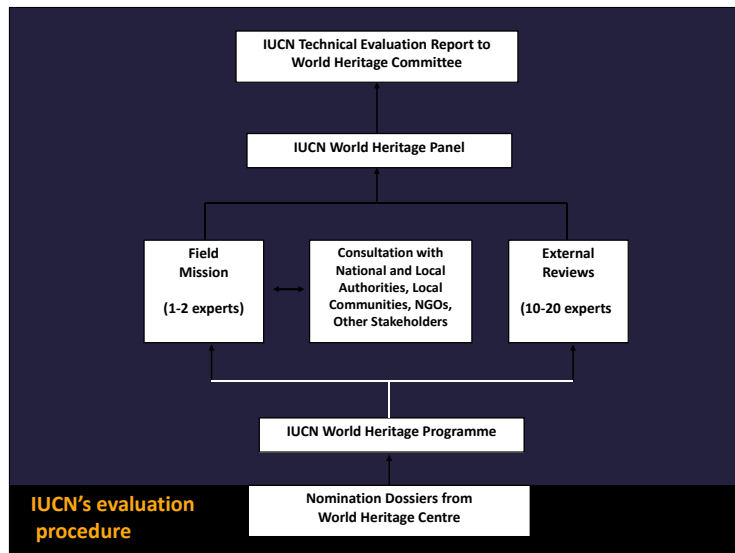 IUCN Technical Evaluation Report to
World Heritage Committee
IUCN World Heritage Panel
Field
Mission
(1-2 experts)
Consultation with
National and Local
Authorities, Local
Communities, NGOs,
Other Stakeholders
External
Reviews
(10-20 experts
IUCN World Heritage Programme
Nomination Dossiers from
World Heritage Centre
IUCN's evaluation
procedure